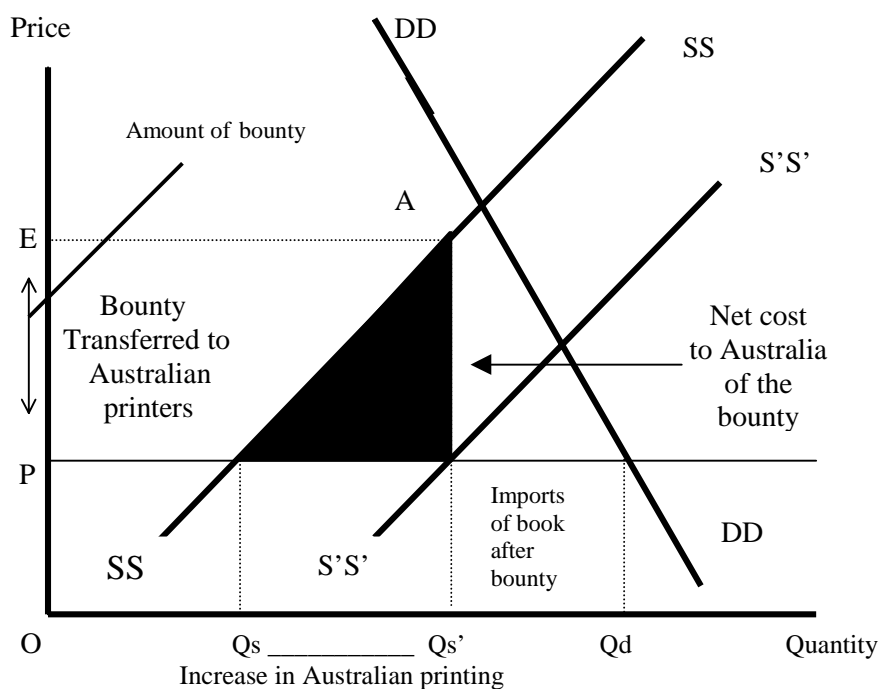 Price
DD
SS
Amount of bounty
S’S’
A
E
Bounty
Transferred to
Australian
printers
Net cost
to Australia
of the
bounty
P
Imports
of book
after
bounty
DD
SS
S’S’
O
Qs ___________ Qs’
Qd
Quantity
Increase in Australian printing